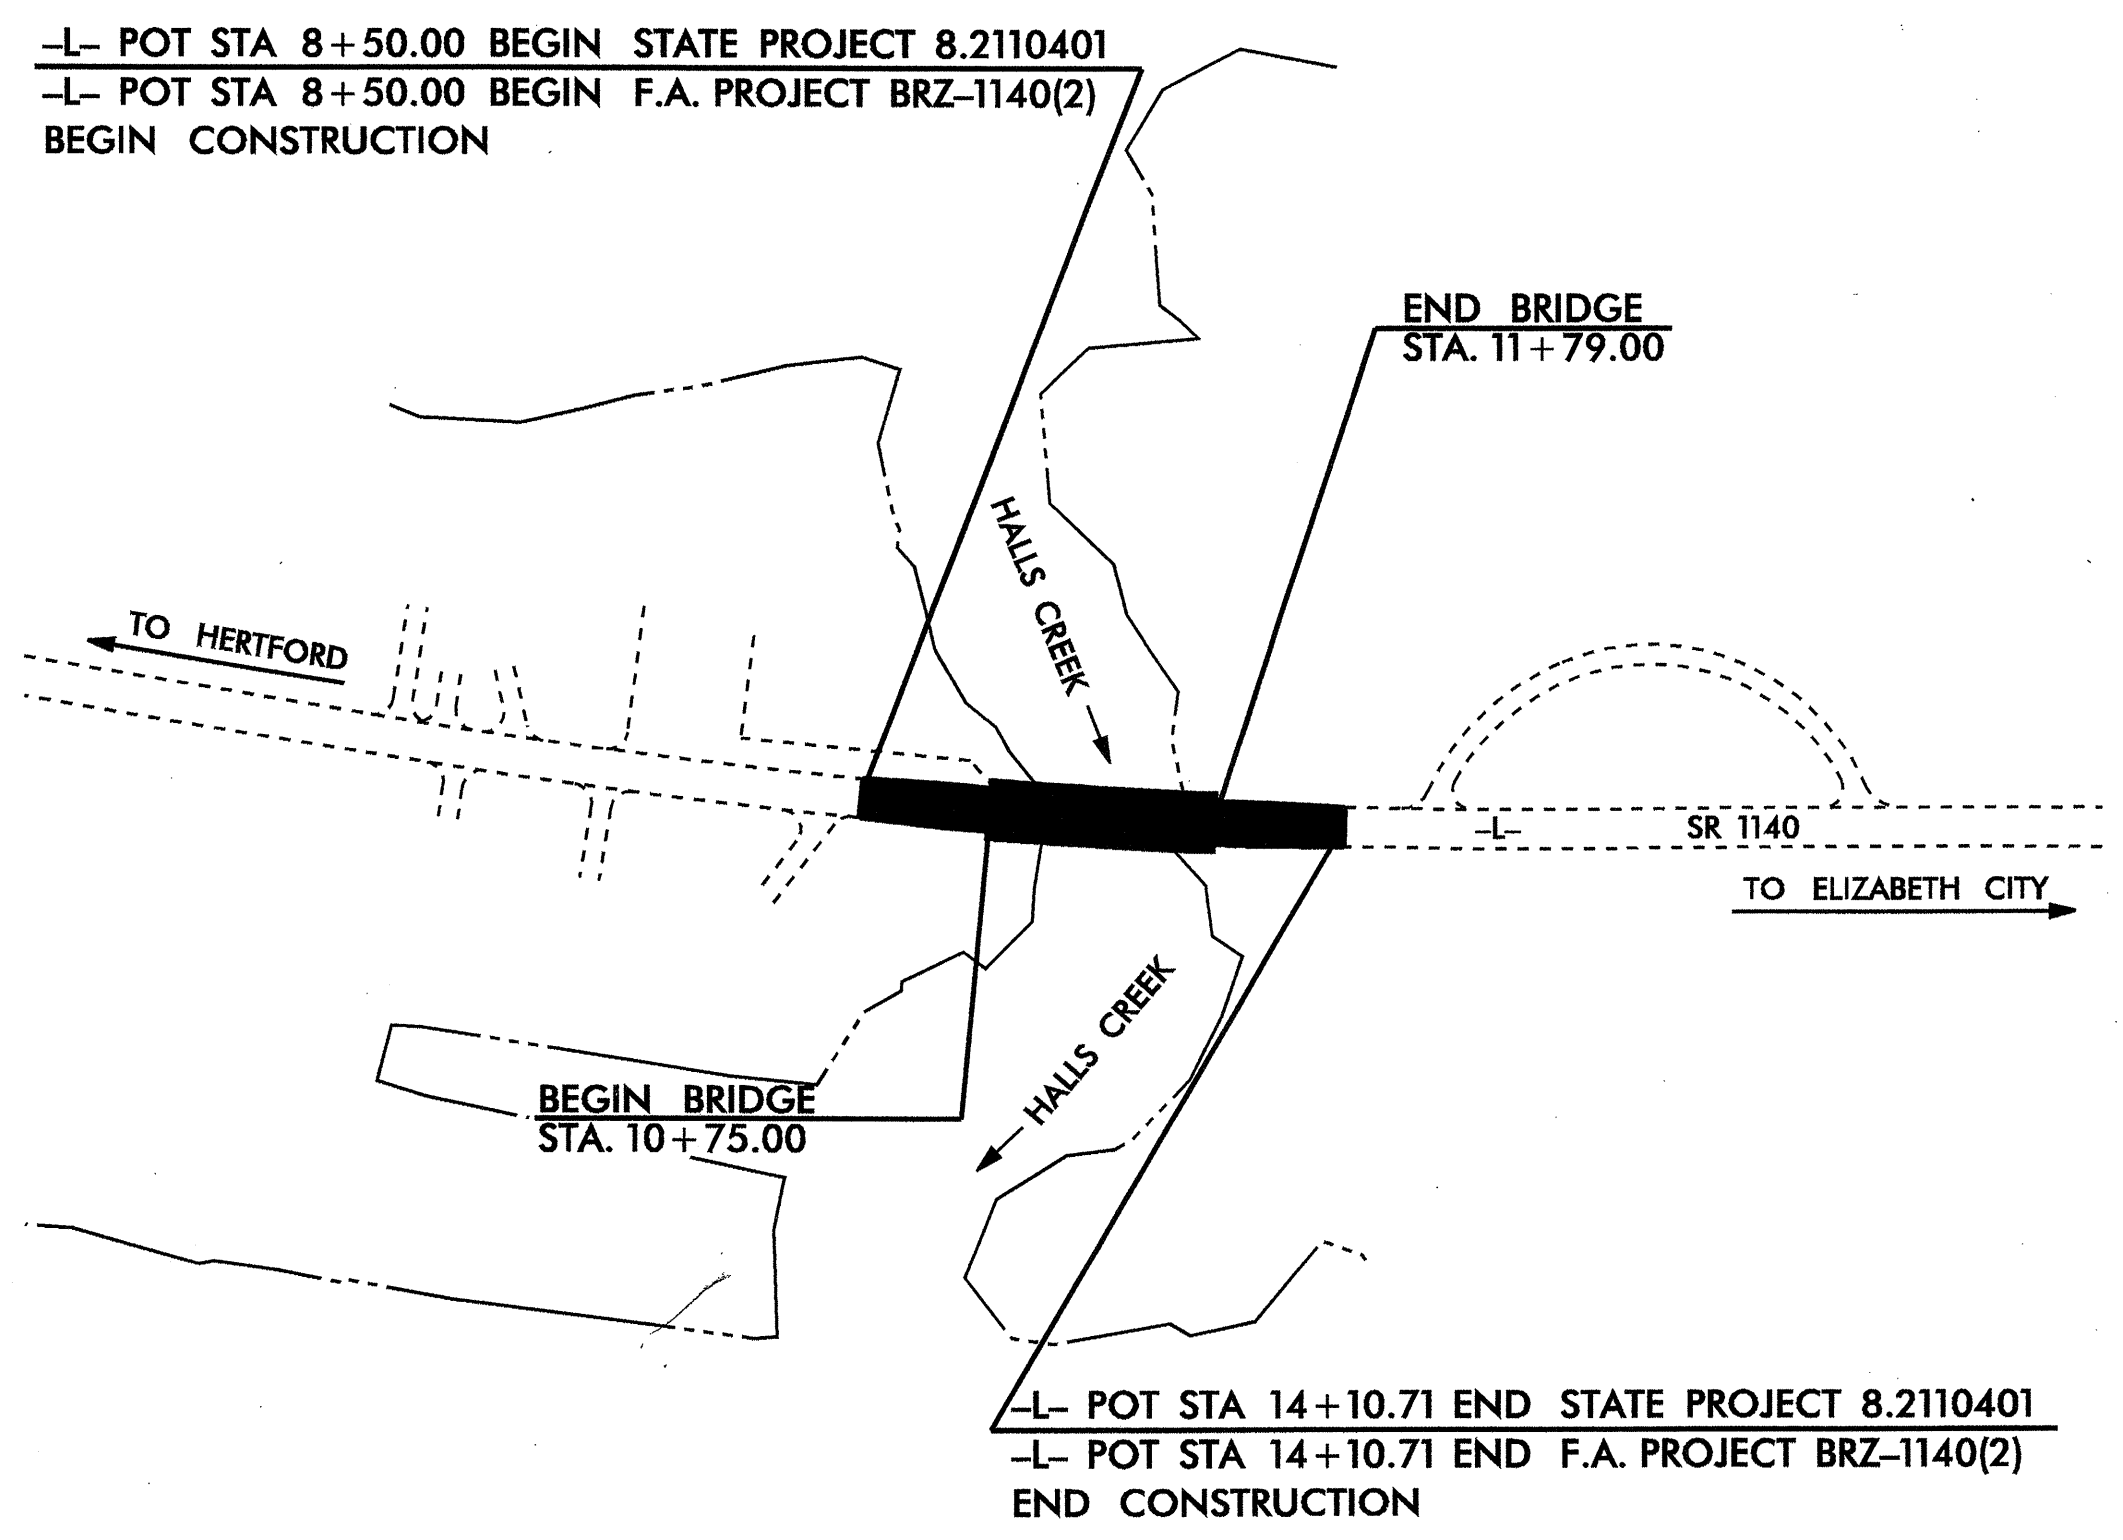 –L– POT STA 8+50.00 BEGIN STATE PROJECT 8.2110401
–L– POT STA 8+50.00 BEGIN F.A. PROJECT BRZ–1140(2)
BEGIN CONSTRUCTION
END BRIDGE
STA. 11+79.00
HALLS CREEK
TO HERTFORD
–L– SR 1140
TO ELIZABETH CITY
HALLS CREEK
BEGIN BRIDGE
STA. 10+75.00
–L– POT STA 14+10.71 END STATE PROJECT 8.2110401
–L– POT STA 14+10.71 END F.A. PROJECT BRZ–1140(2)
END CONSTRUCTION